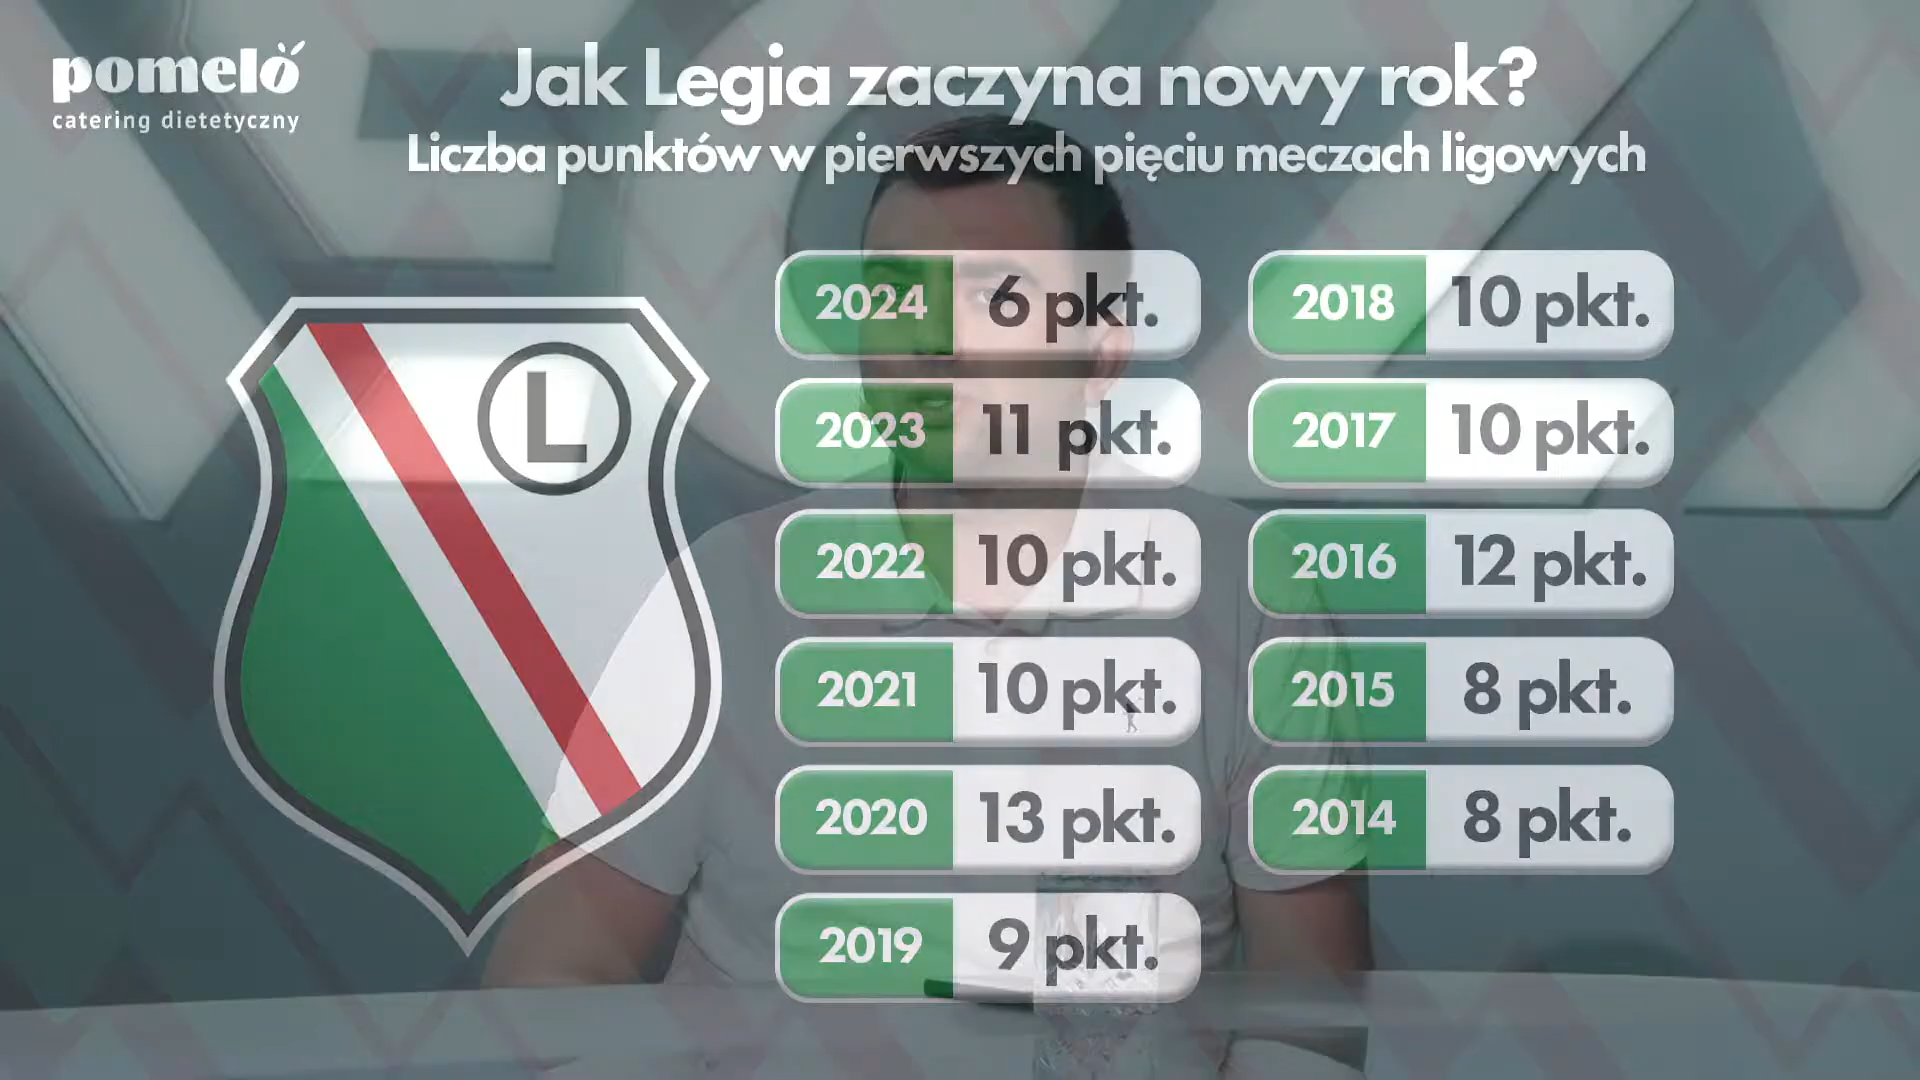 pomelo
catering dietetyczny
Jak Legia zaczyna nowy rok?
Liczba punktów w pierwszych pięciu meczach ligowych
L
2024 6 pkt.
2023 11 pkt.
2022 10 pkt.
2021 10 pkt.
2020 13 pkt.
2019 9 pkt.
2018 10 pkt.
2017 10 pkt.
2016 12 pkt.
2015 8 pkt.
2014 8 pkt.